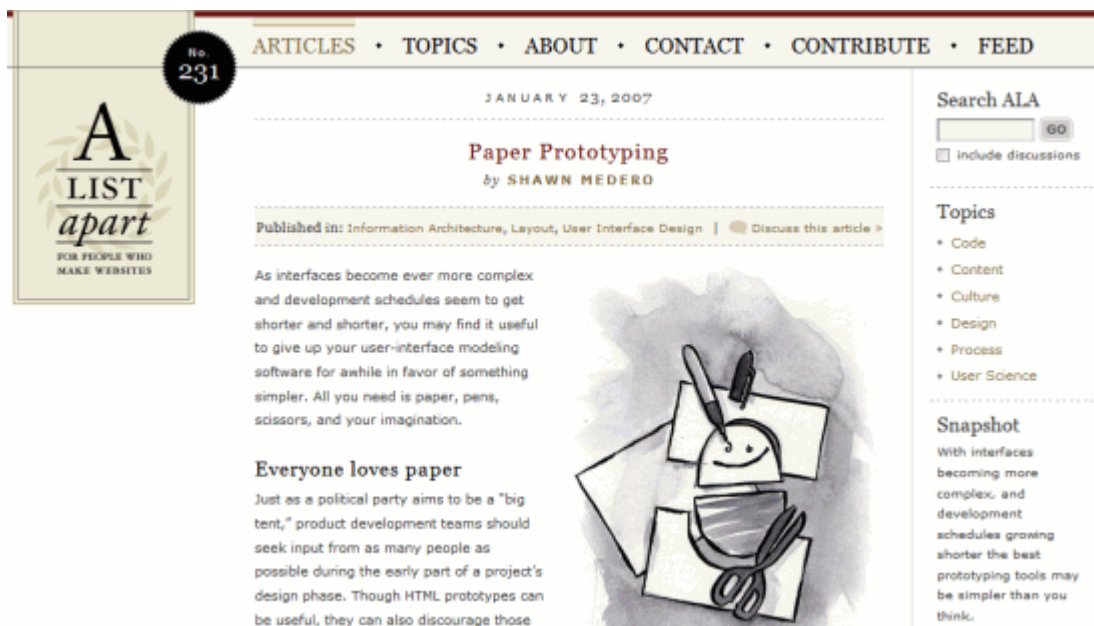 ARTICLES • TOPICS • ABOUT • CONTACT • CONTRIBUTE • FEED
No.
231
A
LIST
apart
FOR PEOPLE WHO
MAKE WEBSITES
JANUARY 23, 2007
Paper Prototyping
by SHAWN MEDERO
Published in: Information Architecture, Layout, User Interface Design | Discuss this article »
As interfaces become ever more complex
and development schedules seem to get
shorter and shorter, you may find it useful
to give up your user-interface modeling
software for awhile in favor of something
simpler. All you need is paper, pens,
scissors, and your imagination.
Everyone loves paper
Just as a political party aims to be a "big
tent," product development teams should
seek input from as many people as
possible during the early part of a project's
design phase. Though HTML prototypes can
be useful, they can also discourage those
Search ALA
GO
include discussions
Topics
• Code
• Content
• Culture
• Design
• Process
• User Science
Snapshot
With interfaces
becoming more
complex, and
development
schedules growing
shorter the best
prototyping tools may
be simpler than you
think.